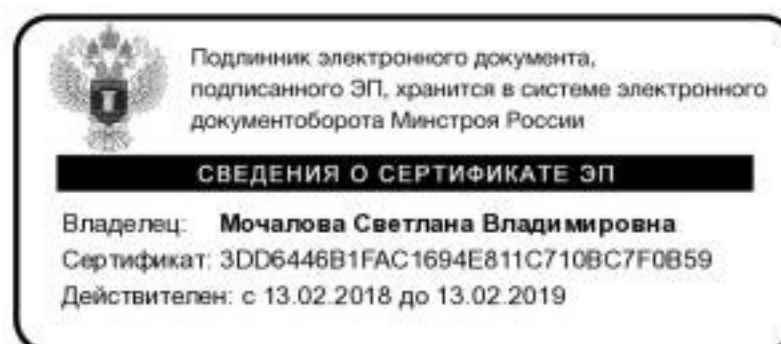 Подлинник электронного документа,
подписанного ЭП, хранится в системе электронного
документооборота Минстроя России
СВЕДЕНИЯ О СЕРТИФИКАТЕ ЭП
Владелец: Мочалова Светлана Владимировна
Сертификат: 3DD6446B1FAC1694E811C710BC7F0B59
Действителен: с 13.02.2018 до 13.02.2019